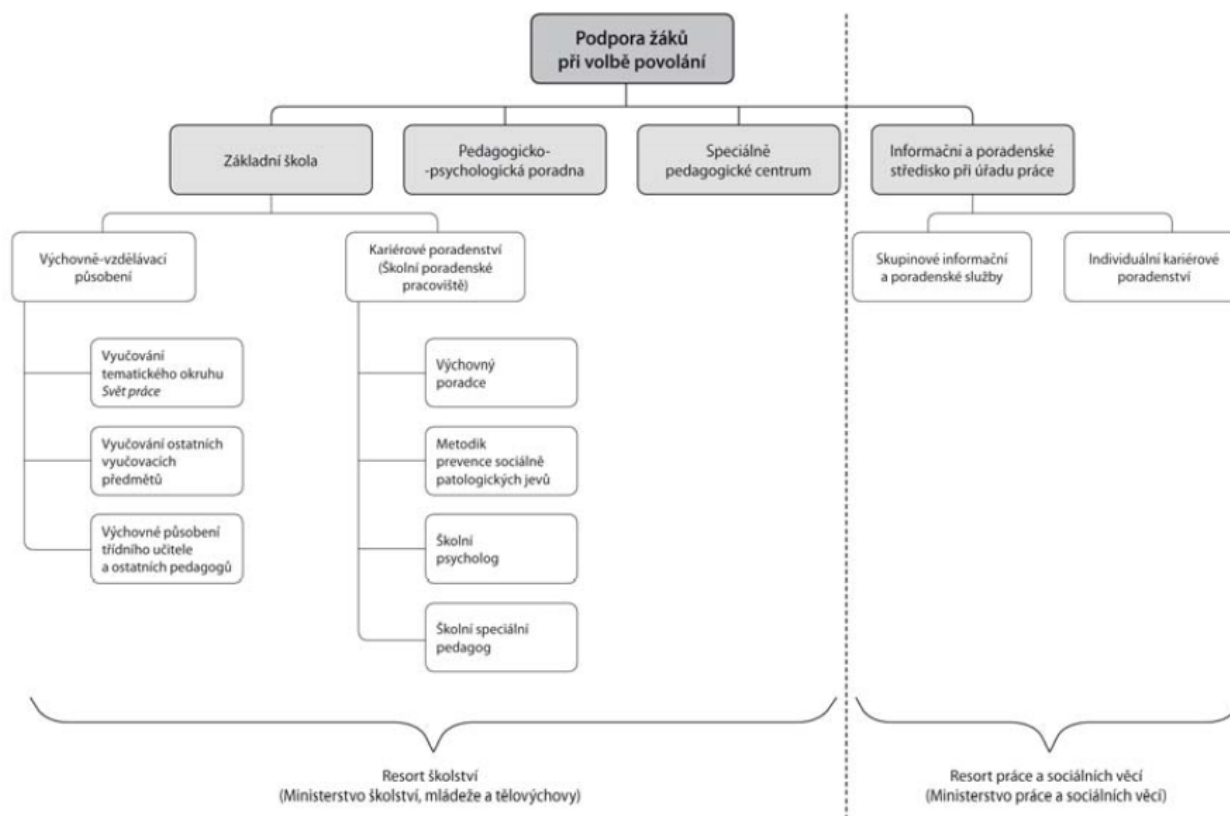 Podpora žáků
při volbě povolání
Základní škola
Pedagogicko-
-psychologická poradna
Speciálně
pedagogické centrum
Informační a poradenské
středisko při úřadu práce
Výchovně-vzdělávací
působení
Kariérové poradenství
(Školní poradenské
pracoviště)
Skupinové informační
a poradenské služby
Individuální kariérové
poradenství
Vyučování
tematického okruhu
Svět práce
Vyučování ostatních
vyučovacích
předmětů
Výchovné působení
třídního učitele
a ostatních pedagogů
Výchovný
poradce
Metodik
prevence sociálně
patologických jevů
Školní
psycholog
Školní speciální
pedagog
Resort školství
(Ministerstvo školství, mládeže a tělovýchovy)
Resort práce a sociálních věcí
(Ministerstvo práce a sociálních věcí)